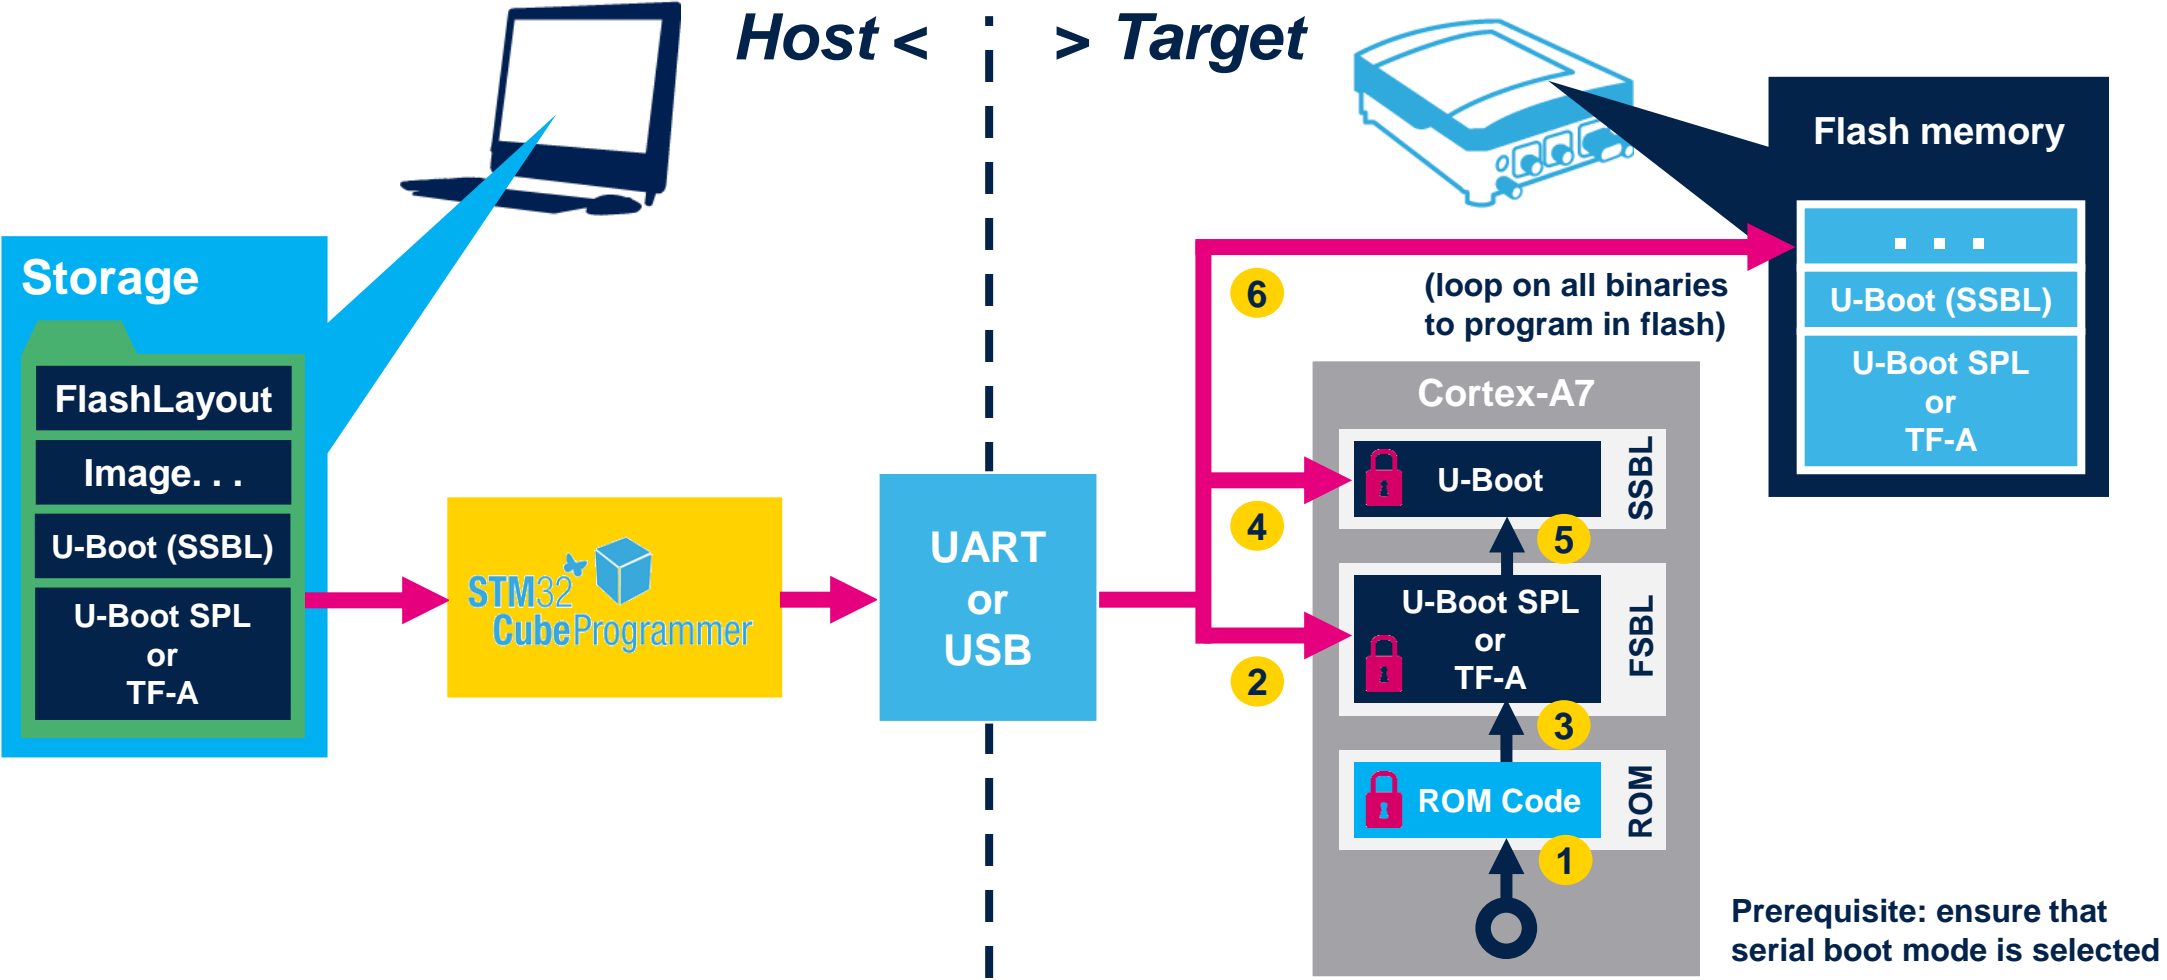 Host <
> Target
Storage
FlashLayout
Image. . .
U-Boot (SSBL)
U-Boot SPL
or
TF-A
STM32
CubeProgrammer
UART
or
USB
6
(loop on all binaries
to program in flash)
4
2
Cortex-A7
U-Boot
SSBL
5
U-Boot SPL
or
TF-A
FSBL
3
ROM Code
ROM
1
Flash memory
. . .
U-Boot (SSBL)
U-Boot SPL
or
TF-A
Prerequisite: ensure that
serial boot mode is selected